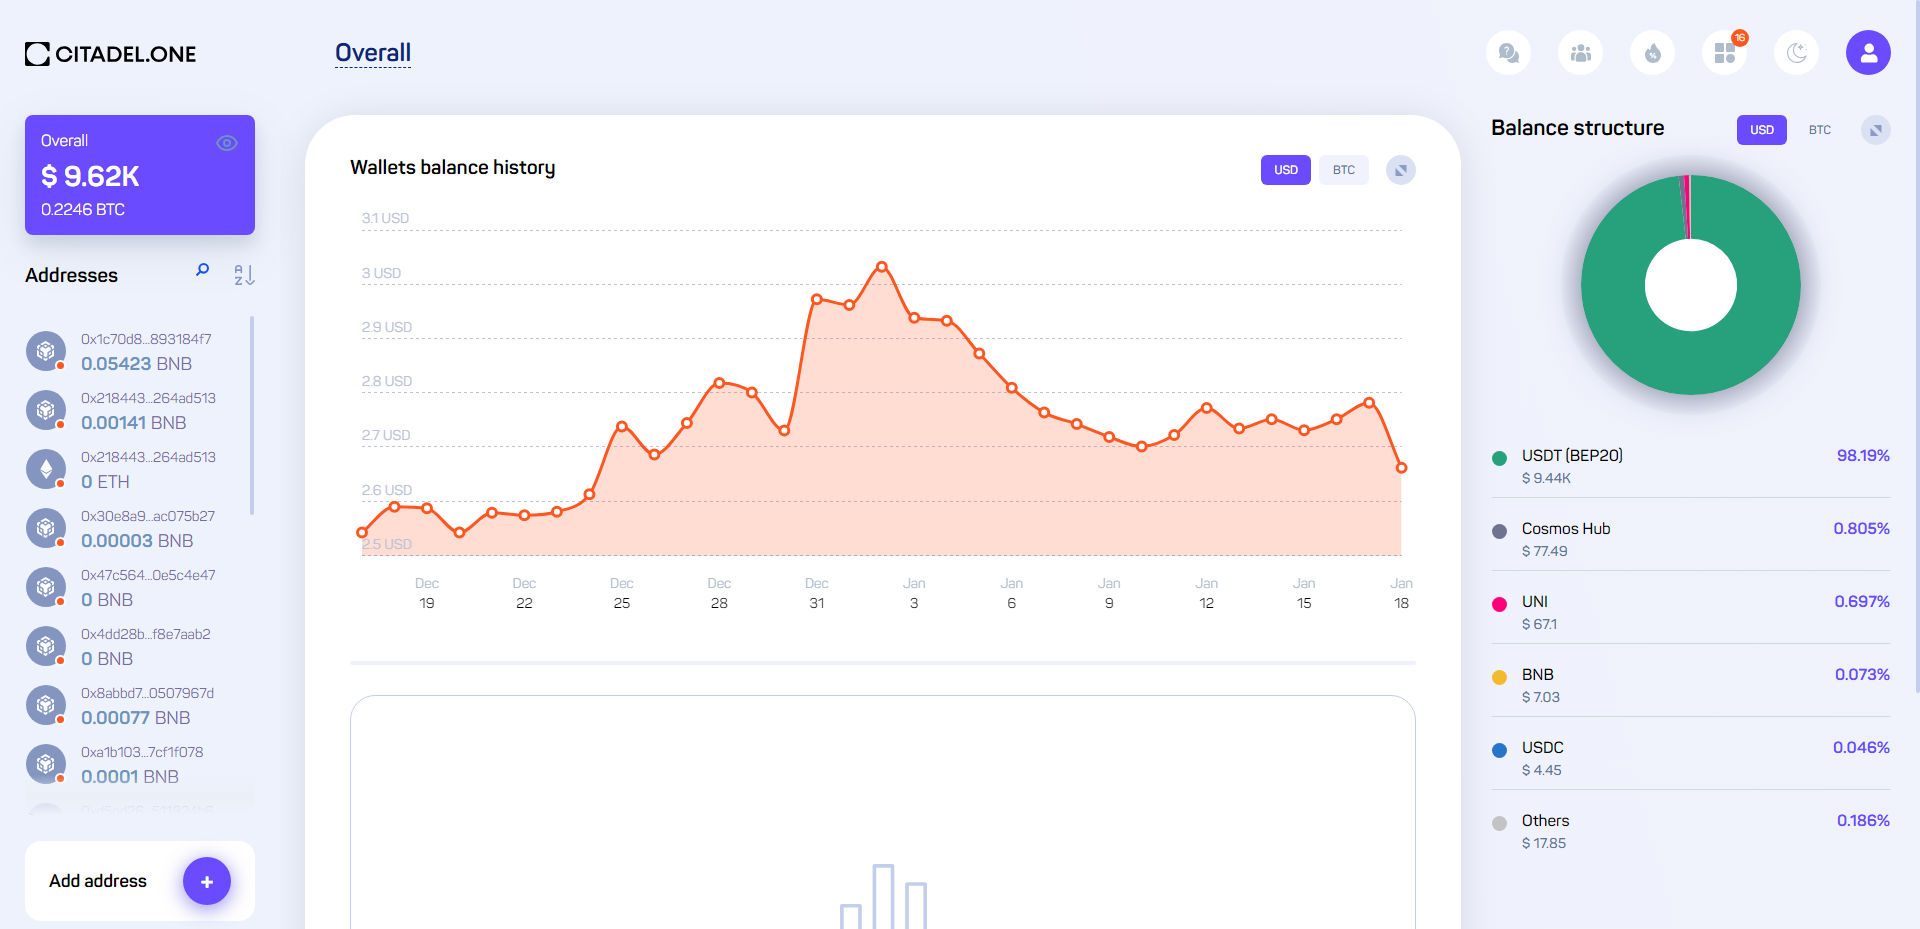 CITADEL.ONE
Overall
16
Overall
$ 9.62K
0.2246 BTC
Addresses
A
Z
0x1c70d8...893184f7
0.05423 BNB
0x218443...264ad513
0.00141 BNB
0x218443...264ad513
0 ETH
0x30e8a9...ac075b27
0.00003 BNB
0x47c564...0e5c4e47
0 BNB
0x4dd28b...f8e7aab2
0 BNB
0x8abbd7...0507967d
0.00077 BNB
0xa1b103...7cf1f078
0.0001 BNB
Add address
Wallets balance history
USD BTC
3.1 USD
3 USD
2.9 USD
2.8 USD
2.7 USD
2.6 USD
2.5 USD
Dec Dec Dec Dec Dec Jan Jan Jan Jan Jan Jan
19 22 25 28 31 3 6 9 12 15 18
Balance structure
USD BTC
USDT (BEP20) 98.19%
$ 9.44K
Cosmos Hub 0.805%
$ 77.49
UNI 0.697%
$ 67.1
BNB 0.073%
$ 7.03
USDC 0.046%
$ 4.45
Others 0.186%
$ 17.85